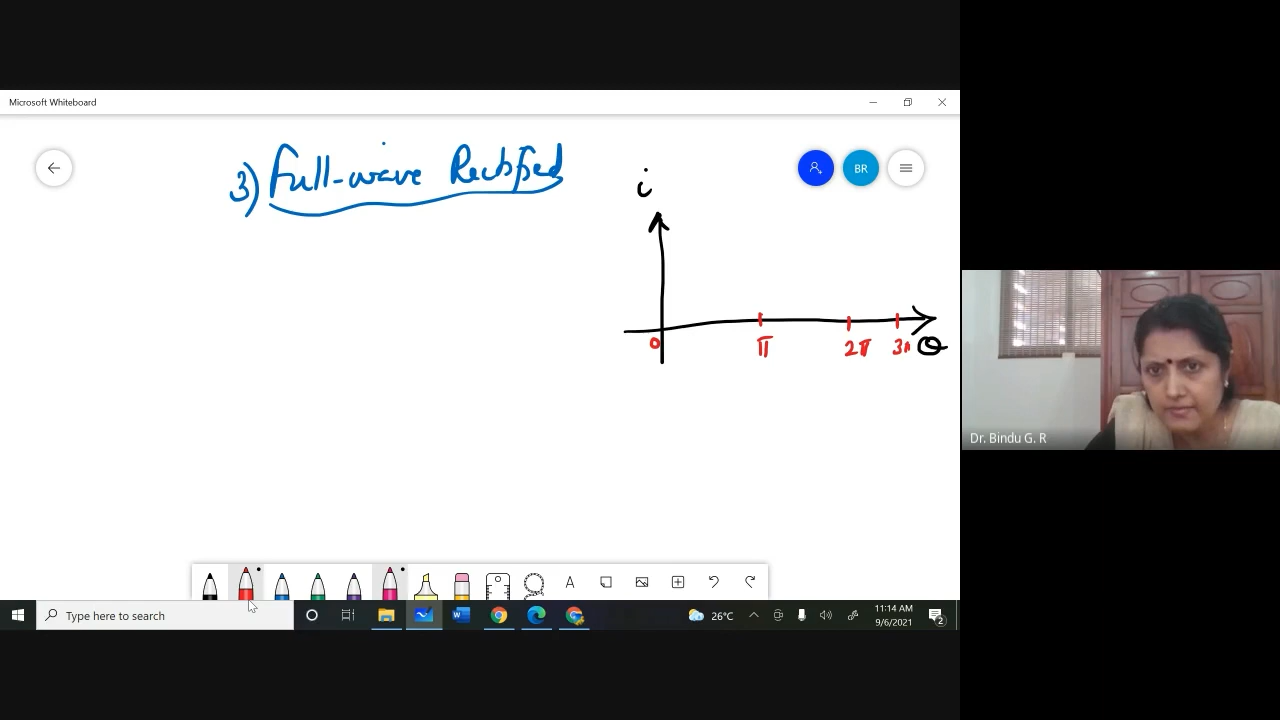 Microsoft Whiteboard
3) Full-wave Rectified
i
BR
0
π
2π
3π
θ
Dr. Bindu G. R
A
W
Type here to search
26°C
11:14 AM
9/6/2021
2